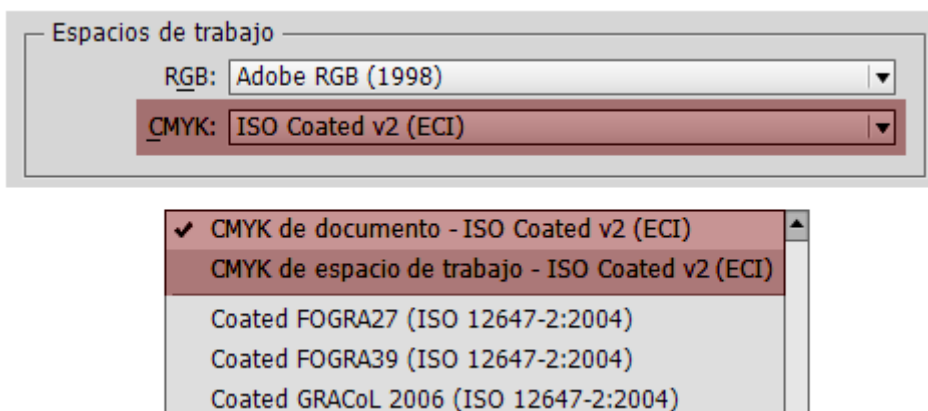 Espacios de trabajo
RGB: Adobe RGB (1998)
CMYK: ISO Coated v2 (ECI)
✔ CMYK de documento - ISO Coated v2 (ECI)
CMYK de espacio de trabajo - ISO Coated v2 (ECI)
Coated FOGRA27 (ISO 12647-2:2004)
Coated FOGRA39 (ISO 12647-2:2004)
Coated GRACoL 2006 (ISO 12647-2:2004)